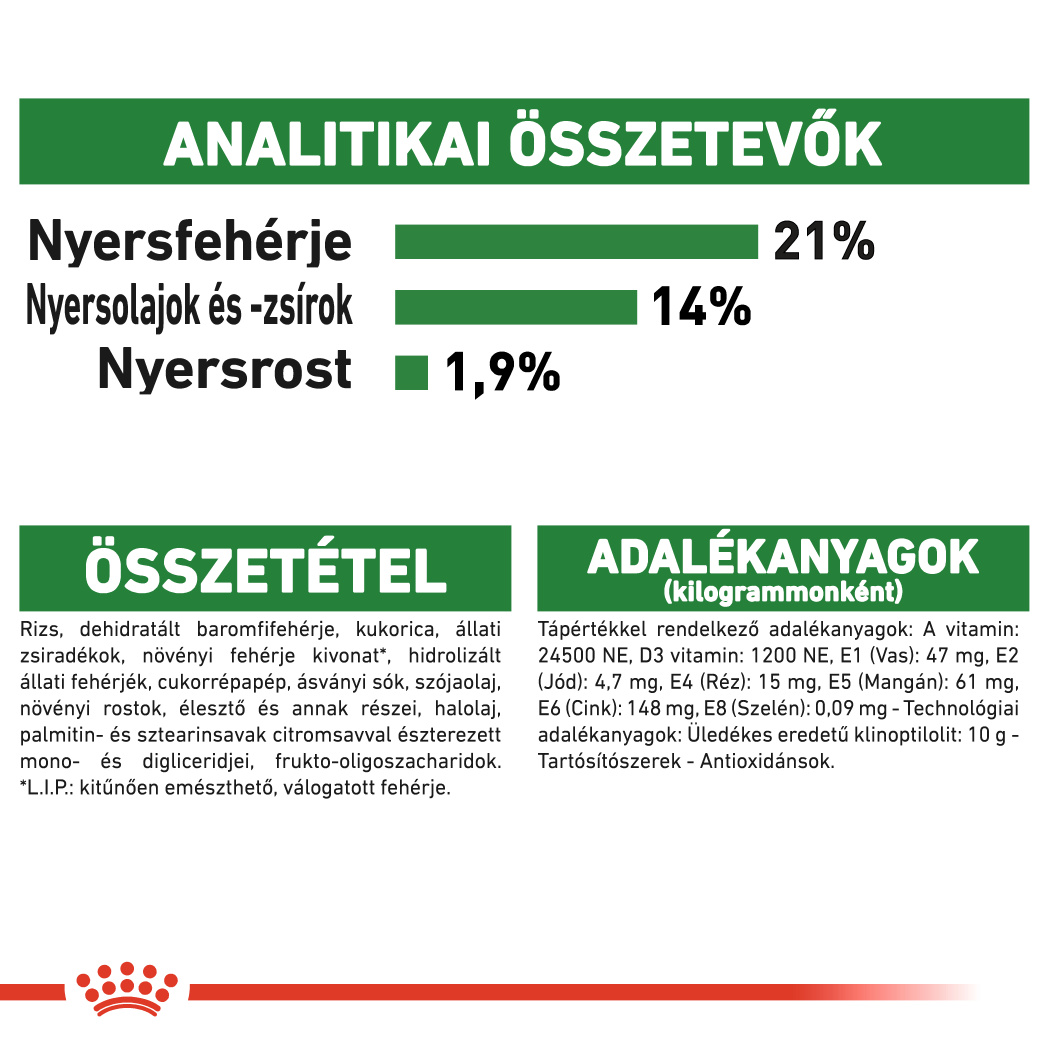 ANALITIKAI ÖSSZETEVŐK
Nyersfehérje 21%
Nyersolajok és -zsírok 14%
Nyersrost 1,9%
ÖSSZETÉTEL
Rizs, dehidratált baromfifehérje, kukorica, állati
zsiradékok, növényi fehérje kivonat*, hidrolizált
állati fehérjék, cukorrépapép, ásványi sók, szójaolaj,
növényi rostok, élesztő és annak részei, halolaj,
palmitin- és sztearinsavak citromsavval észterezett
mono- és digliceridjei, frukto-oligoszacharidok.
*L.I.P.: kitűnően emészthető, válogatott fehérje.
ADALÉKANYAGOK
(kilogrammonként)
Tápértékkel rendelkező adalékanyagok: A vitamin:
24500 NE, D3 vitamin: 1200 NE, E1 (Vas): 47 mg, E2
(Jód): 4,7 mg, E4 (Réz): 15 mg, E5 (Mangán): 61 mg,
E6 (Cink): 148 mg, E8 (Szelén): 0,09 mg - Technológiai
adalékanyagok: Üledékes eredetű klinoptilolit: 10 g -
Tartósítószerek - Antioxidánsok.